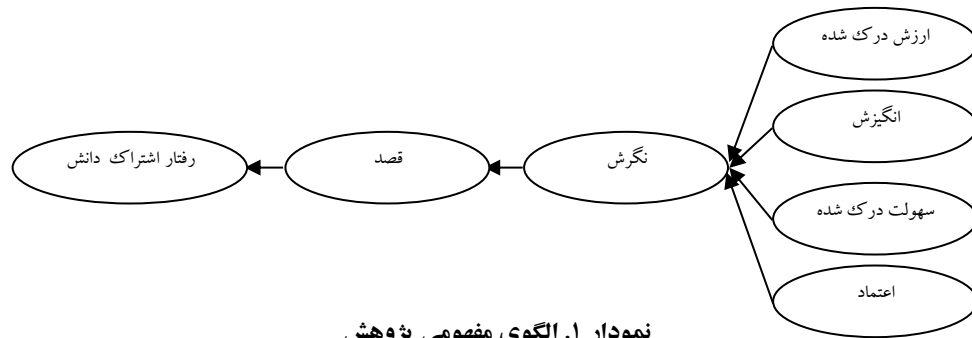 ارزش درک شده
انگیزش
رفتار اشتراک دانش
قصد
نگرش
سهولت درک شده
اعتماد
نمودار ۱. الگوی مفهومی پژوهش